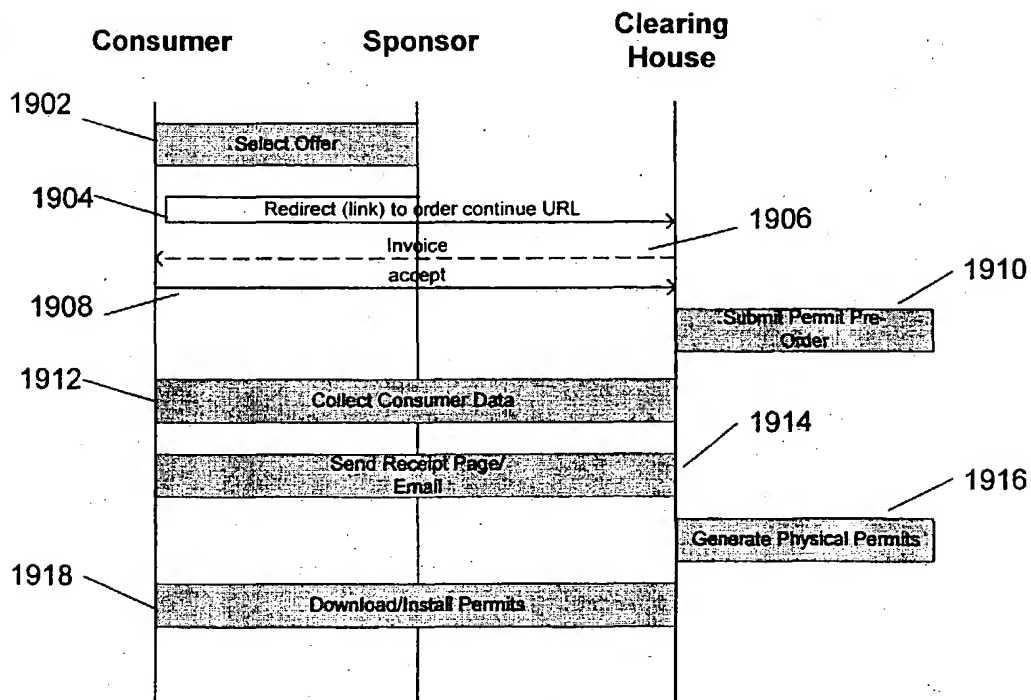 Consumer
Sponsor
Clearing
House
1902
Select Offer
1904
Redirect (link) to order continue URL
1906
Invoice
accept
1908
1910
Submit Permit Pre-
Order
1912
Collect Consumer Data
1914
Send Receipt Page/
Email
1916
Generate Physical Permits
1918
Download/Install Permits